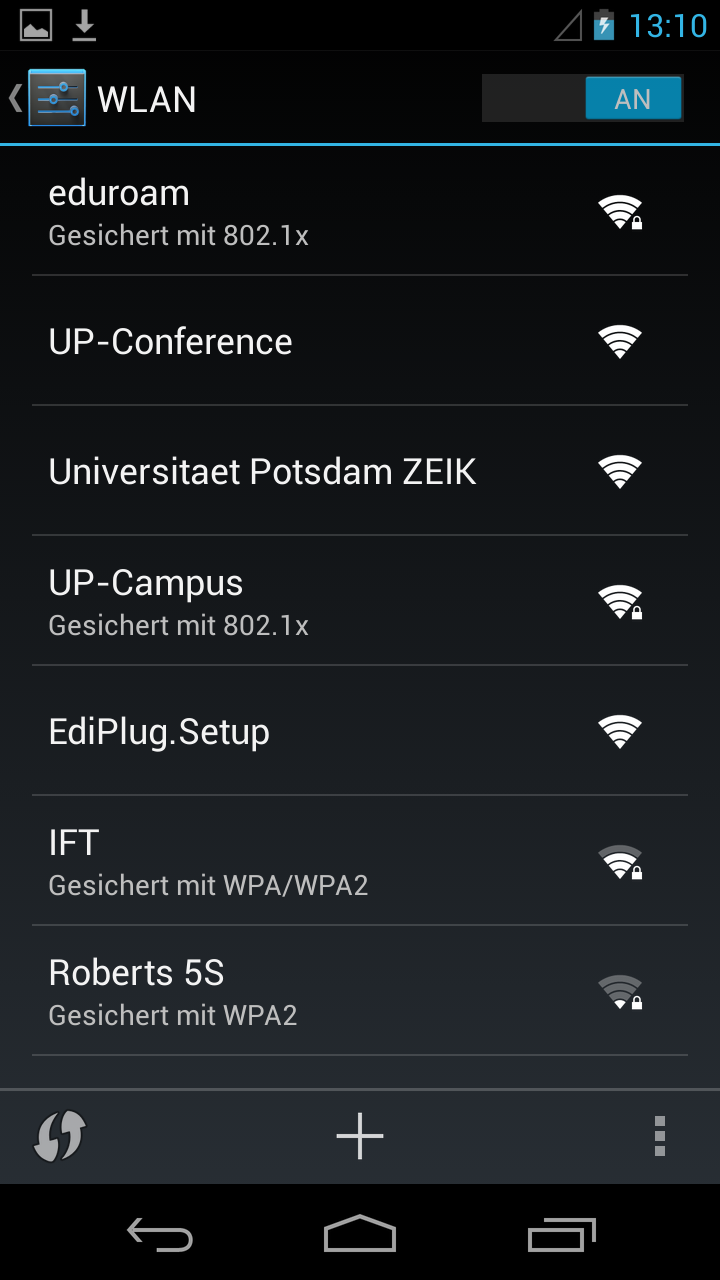 13:10
WLAN
AN
eduroam
Gesichert mit 802.1x
UP-Conference
Universitaet Potsdam ZEIK
UP-Campus
Gesichert mit 802.1x
EdiPlug.Setup
IFT
Gesichert mit WPA/WPA2
Roberts 5S
Gesichert mit WPA2